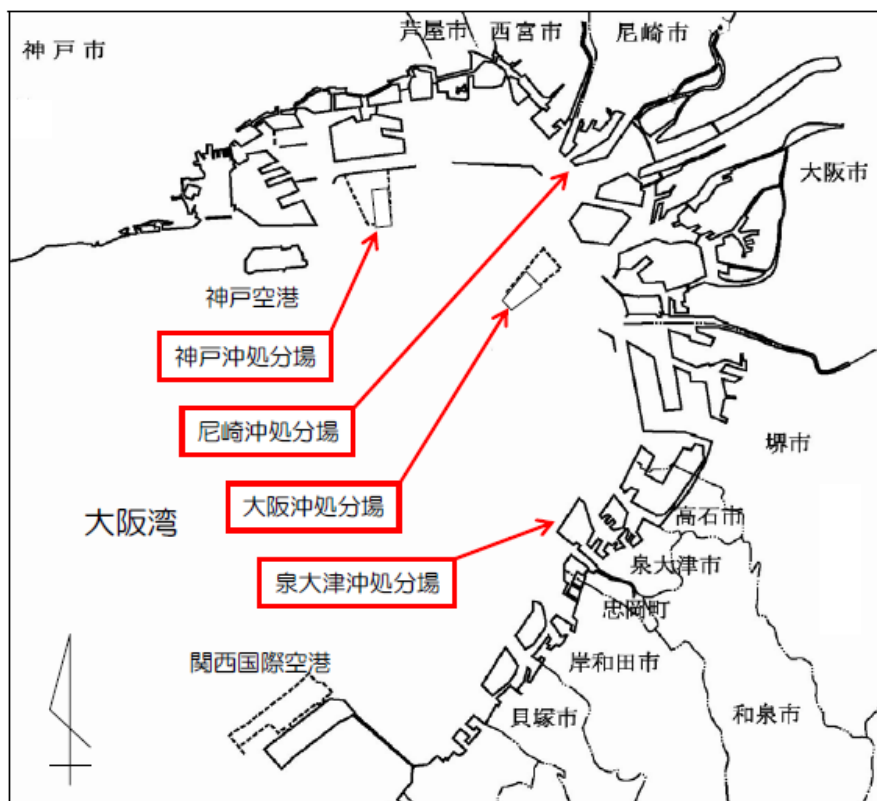 神戸市
芦屋市
西宮市
尼崎市
大阪市
神戸空港
神戸沖処分場
尼崎沖処分場
堺市
大阪沖処分場
大阪湾
高石市
泉大津市
泉大津沖処分場
忠岡町
関西国際空港
岸和田市
貝塚市
和泉市